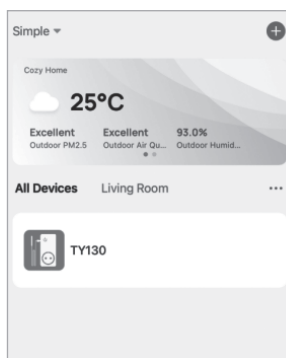 Simple
Cozy Home
25°C
Excellent Excellent 93.0%
Outdoor PM2.5 Outdoor Air Qu... Outdoor Humid...
All Devices Living Room ...
TY130